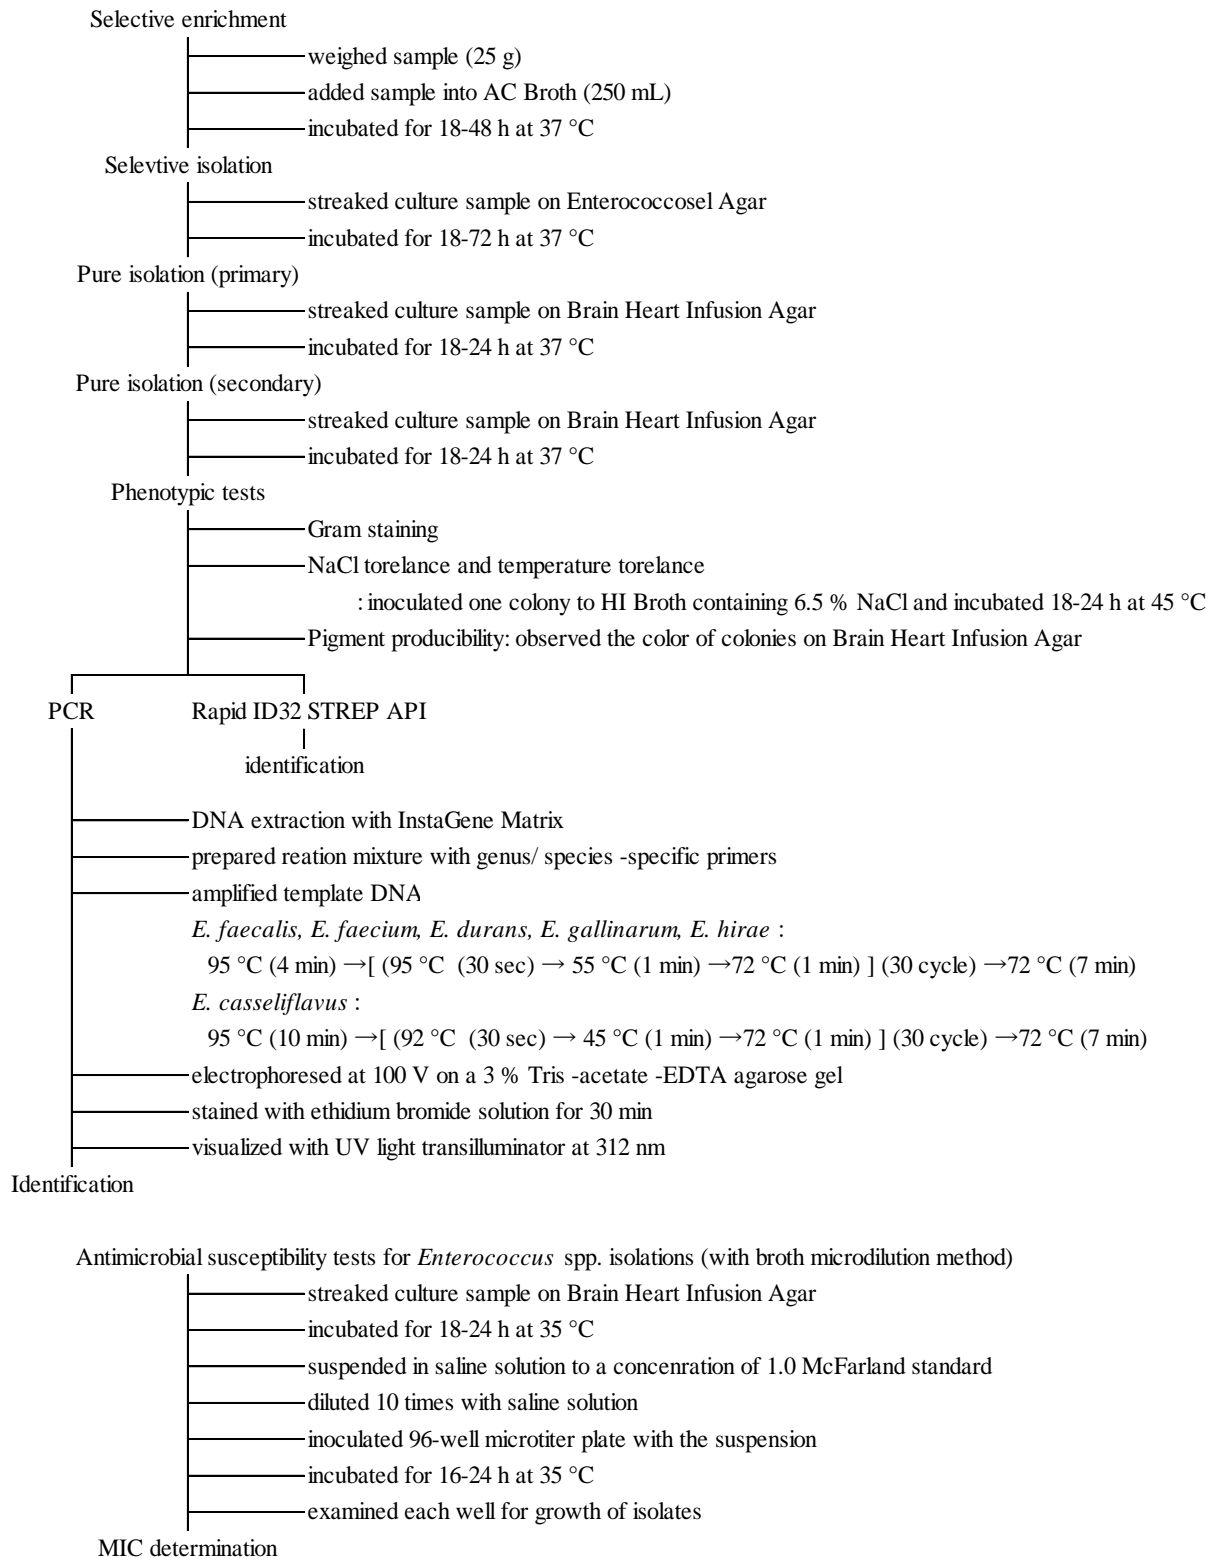 Selective enrichment
weighed sample (25 g)
added sample into AC Broth (250 mL)
incubated for 18-48 h at 37 °C
Selevtive isolation
streaked culture sample on Enterococcosel Agar
incubated for 18-72 h at 37 °C
Pure isolation (primary)
streaked culture sample on Brain Heart Infusion Agar
incubated for 18-24 h at 37 °C
Pure isolation (secondary)
streaked culture sample on Brain Heart Infusion Agar
incubated for 18-24 h at 37 °C
Phenotypic tests
Gram staining
NaCl torelance and temperature torelance
: inoculated one colony to HI Broth containing 6.5 % NaCl and incubated 18-24 h at 45 °C
Pigment producibility: observed the color of colonies on Brain Heart Infusion Agar
PCR Rapid ID32 STREP API
identification
DNA extraction with InstaGene Matrix
prepared reation mixture with genus/ species -specific primers
amplified template DNA
E. faecalis, E. faecium, E. durans, E. gallinarum, E. hirae :
95 °C (4 min) →[ (95 °C (30 sec) → 55 °C (1 min) →72 °C (1 min) ] (30 cycle) →72 °C (7 min)
E. casseliflavus :
95 °C (10 min) →[ (92 °C (30 sec) → 45 °C (1 min) →72 °C (1 min) ] (30 cycle) →72 °C (7 min)
electrophoresed at 100 V on a 3 % Tris -acetate -EDTA agarose gel
stained with ethidium bromide solution for 30 min
visualized with UV light transilluminator at 312 nm
Identification
Antimicrobial susceptibility tests for Enterococcus spp. isolations (with broth microdilution method)
streaked culture sample on Brain Heart Infusion Agar
incubated for 18-24 h at 35 °C
suspended in saline solution to a concenration of 1.0 McFarland standard
diluted 10 times with saline solution
inoculated 96-well microtiter plate with the suspension
incubated for 16-24 h at 35 °C
examined each well for growth of isolates
MIC determination